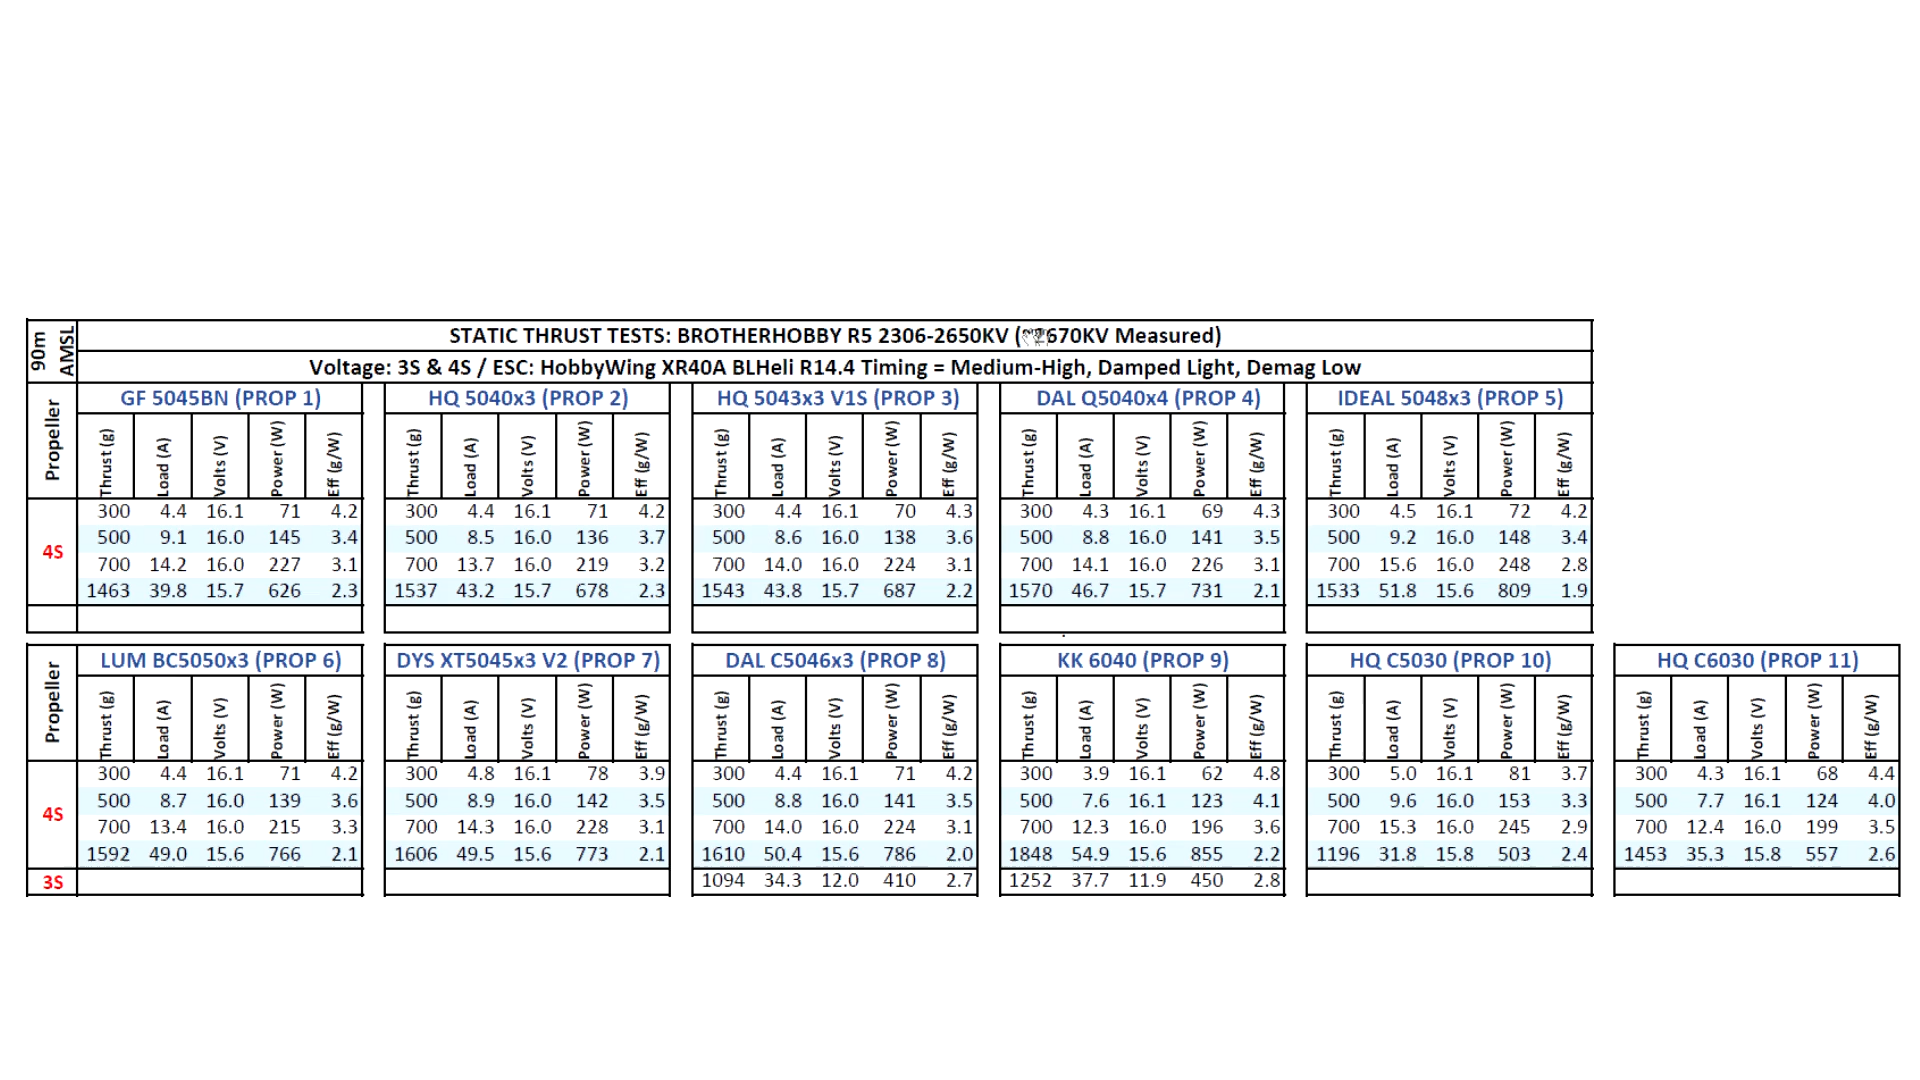 90m AMSL
STATIC THRUST TESTS: BROTHERHOBBY R5 2306-2650KV ( 670KV Measured)
Voltage: 3S & 4S / ESC: HobbyWing XR40A BLHeli R14.4 Timing = Medium-High, Damped Light, Demag Low
Propeller GF 5045BN (PROP 1) HQ 5040x3 (PROP 2) HQ 5043x3 V1S (PROP 3) DAL Q5040x4 (PROP 4) IDEAL 5048x3 (PROP 5)
Thrust (g) Load (A) Volts (V) Power (W) Eff (g/W) Thrust (g) Load (A) Volts (V) Power (W) Eff (g/W) Thrust (g) Load (A) Volts (V) Power (W) Eff (g/W) Thrust (g) Load (A) Volts (V) Power (W) Eff (g/W) Thrust (g) Load (A) Volts (V) Power (W) Eff (g/W)
4S
300 4.4 16.1 71 4.2 300 4.4 16.1 71 4.2 300 4.4 16.1 70 4.3 300 4.3 16.1 69 4.3 300 4.5 16.1 72 4.2
500 9.1 16.0 145 3.4 500 8.5 16.0 136 3.7 500 8.6 16.0 138 3.6 500 8.8 16.0 141 3.5 500 9.2 16.0 148 3.4
700 14.2 16.0 227 3.1 700 13.7 16.0 219 3.2 700 14.0 16.0 224 3.1 700 14.1 16.0 226 3.1 700 15.6 16.0 248 2.8
1463 39.8 15.7 626 2.3 1537 43.2 15.7 678 2.3 1543 43.8 15.7 687 2.2 1570 46.7 15.7 731 2.1 1533 51.8 15.6 809 1.9
Propeller LUM BC5050x3 (PROP 6) DYS XT5045x3 V2 (PROP 7) DAL C5046x3 (PROP 8) KK 6040 (PROP 9) HQ C5030 (PROP 10) HQ C6030 (PROP 11)
Thrust (g) Load (A) Volts (V) Power (W) Eff (g/W) Thrust (g) Load (A) Volts (V) Power (W) Eff (g/W) Thrust (g) Load (A) Volts (V) Power (W) Eff (g/W) Thrust (g) Load (A) Volts (V) Power (W) Eff (g/W) Thrust (g) Load (A) Volts (V) Power (W) Eff (g/W) Thrust (g) Load (A) Volts (V) Power (W) Eff (g/W)
4S
300 4.4 16.1 71 4.2 300 4.8 16.1 78 3.9 300 4.4 16.1 71 4.2 300 3.9 16.1 62 4.8 300 5.0 16.1 81 3.7 300 4.3 16.1 68 4.4
500 8.7 16.0 139 3.6 500 8.9 16.0 142 3.5 500 8.8 16.0 141 3.5 500 7.6 16.1 123 4.1 500 9.6 16.0 153 3.3 500 7.7 16.1 124 4.0
700 13.4 16.0 215 3.3 700 14.3 16.0 228 3.1 700 14.0 16.0 224 3.1 700 12.3 16.0 196 3.6 700 15.3 16.0 245 2.9 700 12.4 16.0 199 3.5
1592 49.0 15.6 766 2.1 1606 49.5 15.6 773 2.1 1610 50.4 15.6 786 2.0 1848 54.9 15.6 855 2.2 1196 31.8 15.8 503 2.4 1453 35.3 15.8 557 2.6
3S 1094 34.3 12.0 410 2.7 1252 37.7 11.9 450 2.8